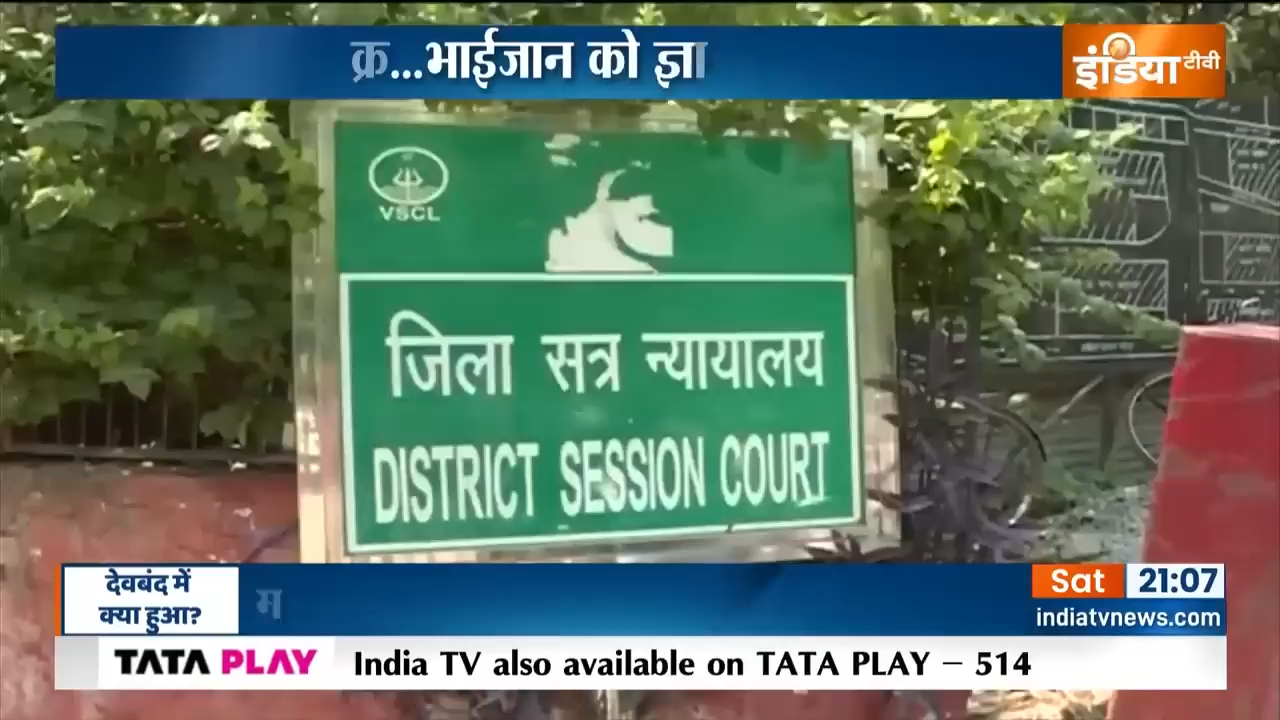 क्र...भाईजान को ज्ञा
इंडिया टीवी
VSCL
जिला सत्र न्यायालय
DISTRICT SESSION COURT
देवबंद में
क्या हुआ?
म
Sat 21:07
indiatvnews.com
TATA PLAY India TV also available on TATA PLAY – 514